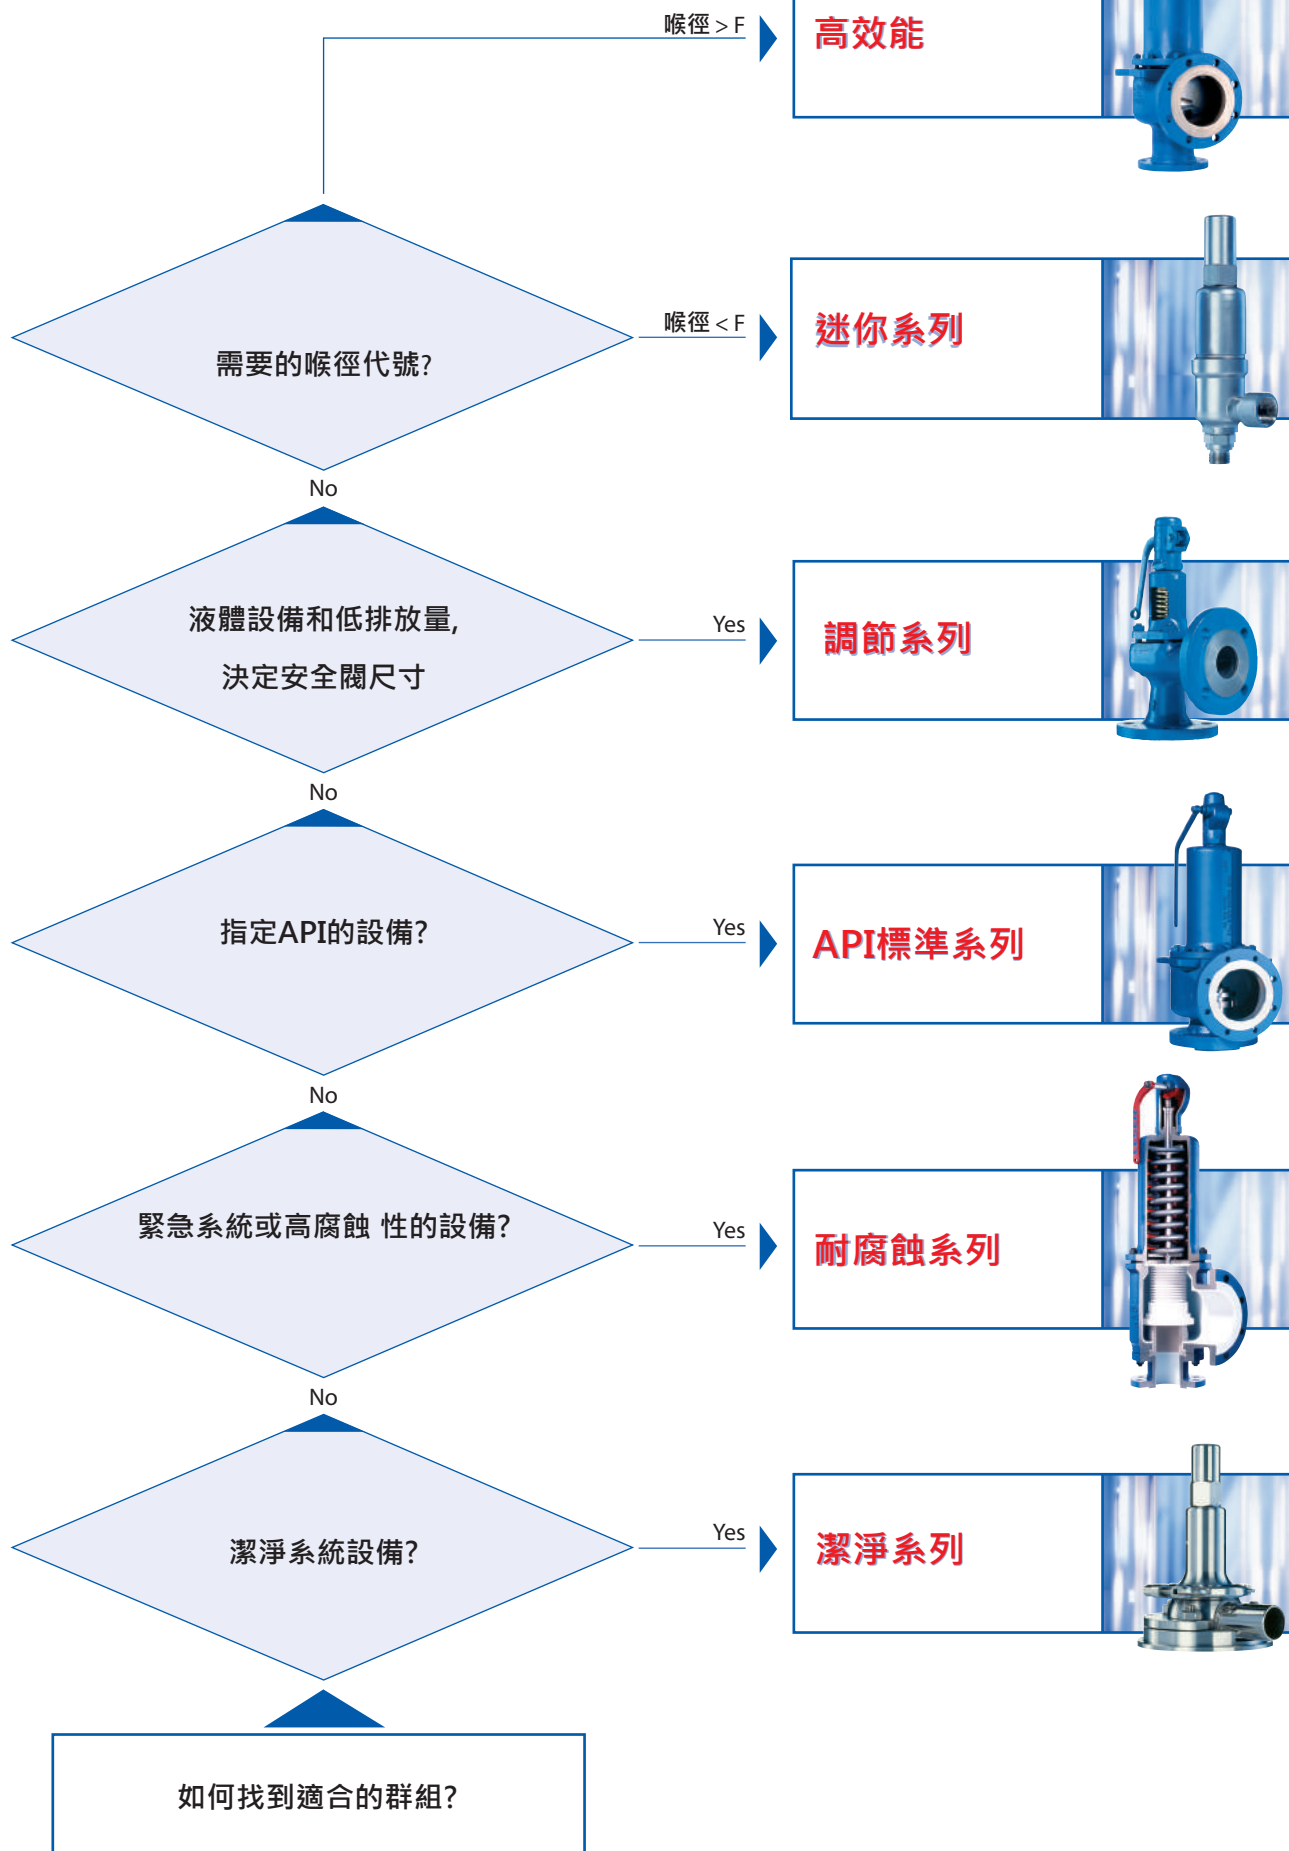 喉徑 > F
高效能
喉徑 < F
迷你系列
需要的喉徑代號?
No
液體設備和低排放量,
決定安全閥尺寸
Yes
調節系列
No
指定API的設備?
Yes
API標準系列
No
緊急系統或高腐蝕 性的設備?
Yes
耐腐蝕系列
No
潔淨系統設備?
Yes
潔淨系列
如何找到適合的群組?